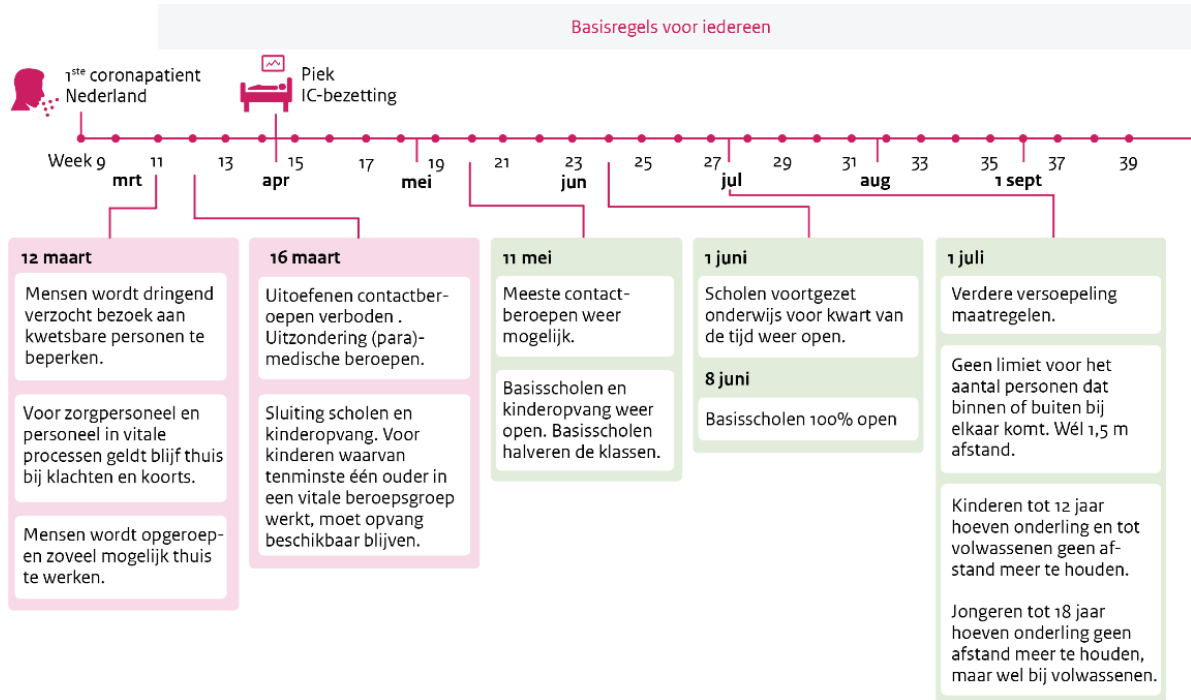 Basisregels voor iedereen
1ste coronapatient
Nederland
Piek
IC-bezetting
Week 9 11 13 15 17 19 21 23 25 27 29 31 33 35 37 39
mrt apr mei jun jul aug 1 sept
12 maart
Mensen wordt dringend
verzocht bezoek aan
kwetsbare personen te
beperken.
Voor zorgpersoneel en
personeel in vitale
processen geldt blijf thuis
bij klachten en koorts.
Mensen wordt opgeroep-
en zoveel mogelijk thuis
te werken.
16 maart
Uitoefenen contactber-
oepen verboden .
Uitzondering (para)-
medische beroepen.
Sluiting scholen en
kinderopvang. Voor
kinderen waarvan
tenminste één ouder in
een vitale beroepsgroep
werkt, moet opvang
beschikbaar blijven.
11 mei
Meeste contact-
beroepen weer
mogelijk.
Basisscholen en
kinderopvang weer
open. Basisscholen
halveren de klassen.
1 juni
Scholen voortgezet
onderwijs voor kwart van
de tijd weer open.
8 juni
Basisscholen 100% open
1 juli
Verdere versoepeling
maatregelen.
Geen limiet voor het
aantal personen dat
binnen of buiten bij
elkaar komt. Wél 1,5 m
afstand.
Kinderen tot 12 jaar
hoeven onderling en tot
volwassenen geen af-
stand meer te houden.
Jongeren tot 18 jaar
hoeven onderling geen
afstand meer te houden,
maar wel bij volwassenen.